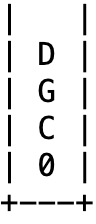 |   |
| D |
| G |
| C |
| 0 |
+---+